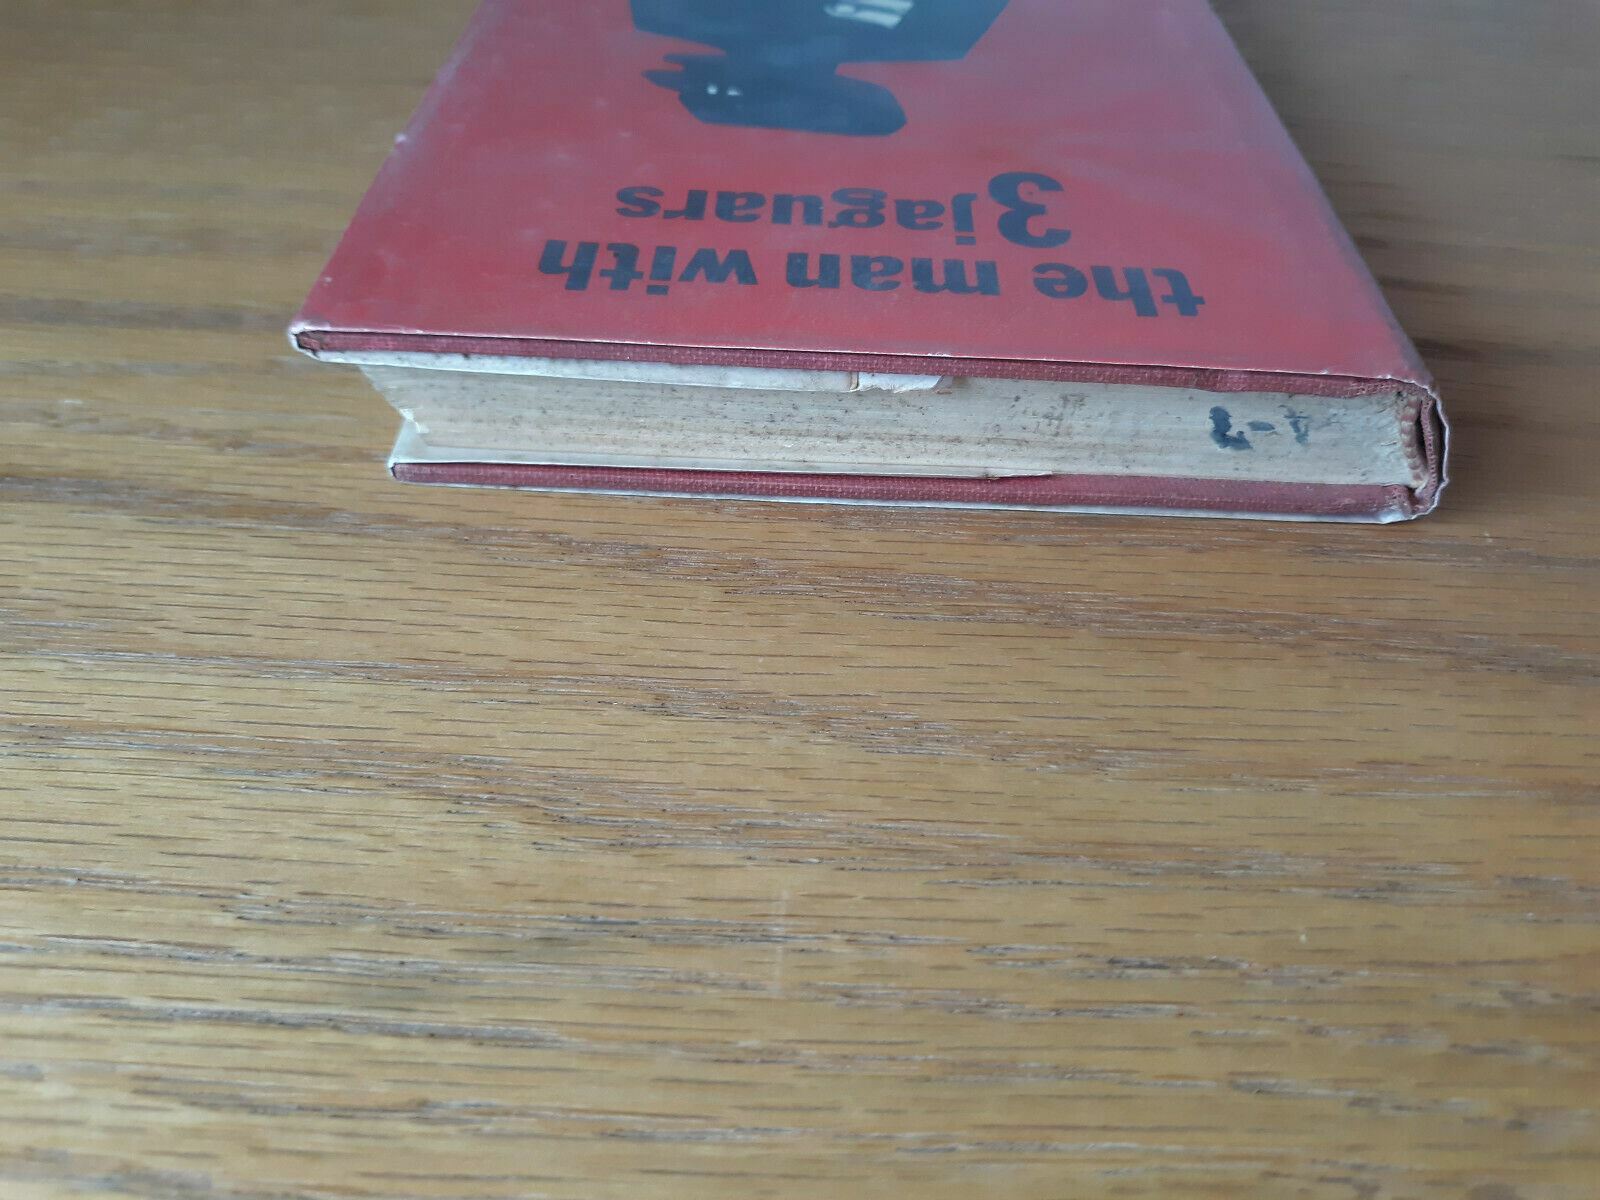 the man with
3 jaguars